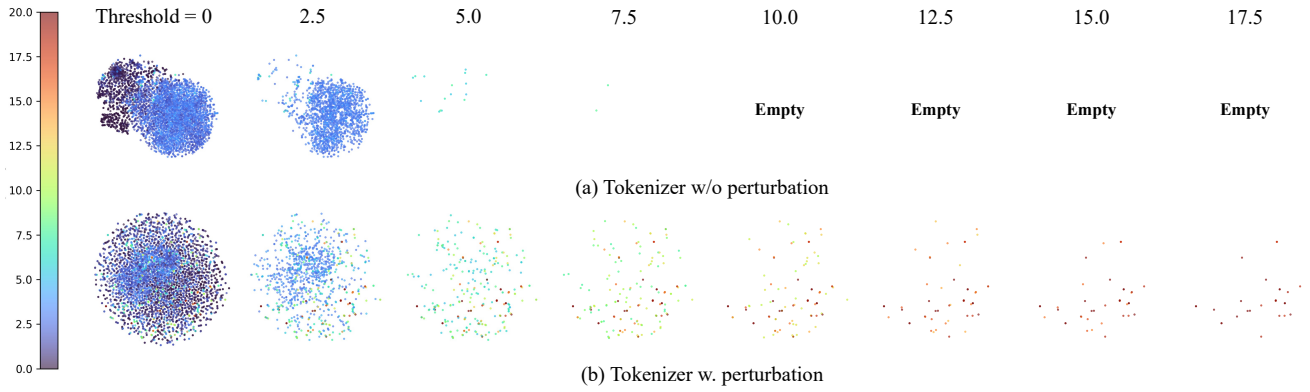 Threshold = 0 2.5 5.0 7.5 10.0 12.5 15.0 17.5
20.0
17.5
15.0
12.5
10.0
7.5
5.0
2.5
0.0
Empty Empty Empty Empty
(a) Tokenizer w/o perturbation
(b) Tokenizer w. perturbation